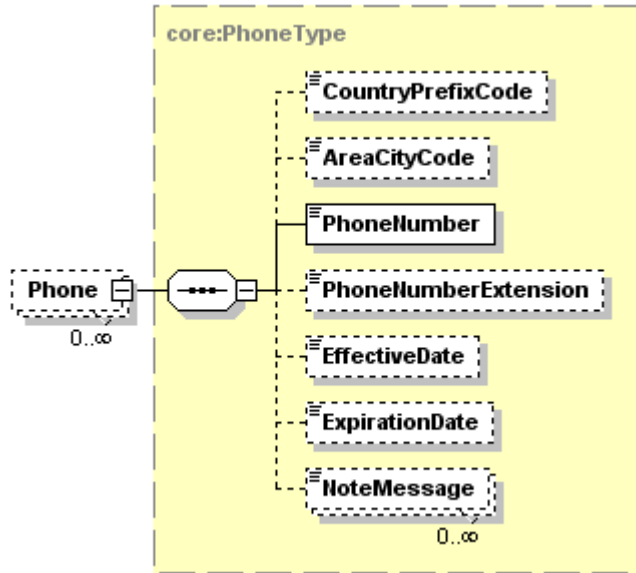 core:PhoneType
CountryPrefixCode
AreaCityCode
PhoneNumber
Phone
0..∞
PhoneNumberExtension
EffectiveDate
ExpirationDate
NoteMessage
0..∞